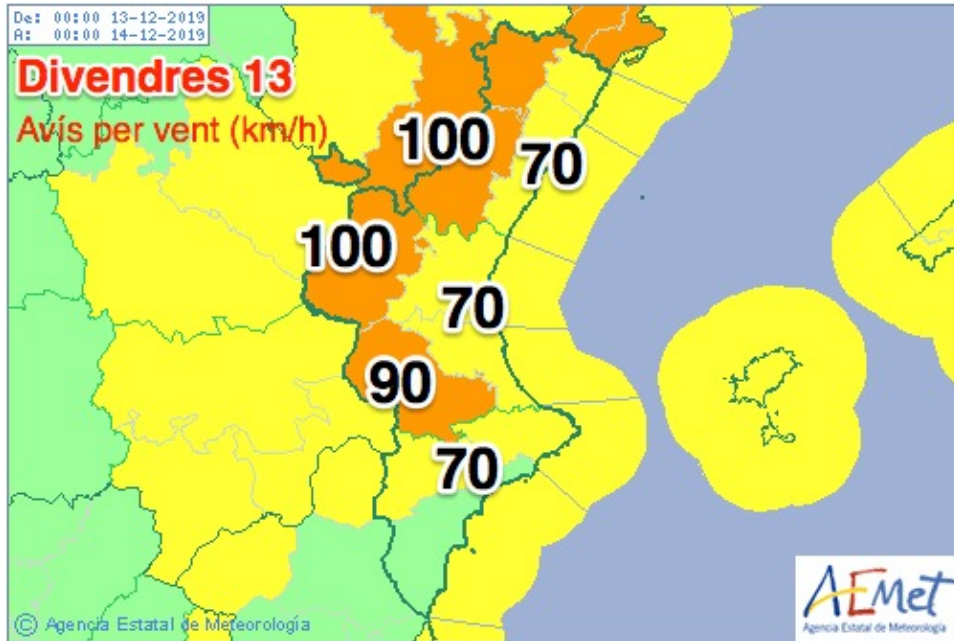 De: 00:00 13-12-2019
A: 00:00 14-12-2019
Divendres 13
Avís per vent (km/h)
100
70
100
70
90
70
© Agencia Estatal de Meteorología
AEMet
Agencia Estatal de Meteorología